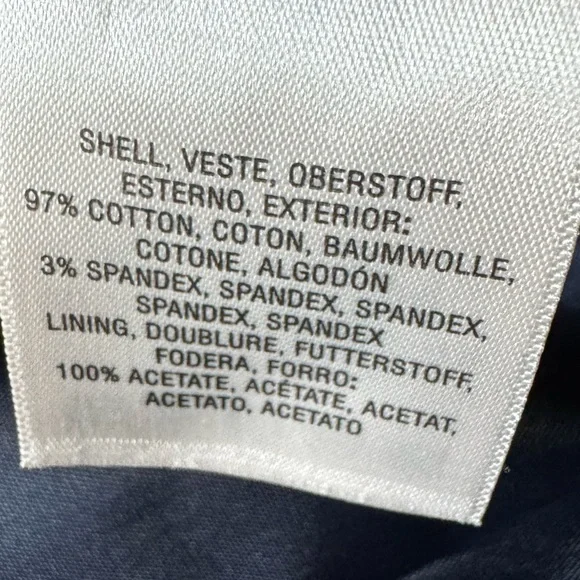 SHELL, VESTE, OBERSTOFF,
ESTERNO, EXTERIOR:
97% COTTON, COTON, BAUMWOLLE,
COTONE, ALGODÓN
3% SPANDEX, SPANDEX, SPANDEX,
SPANDEX, SPANDEX
LINING, DOUBLURE, FUTTERSTOFF,
FODERA, FORRO:
100% ACETATE, ACÉTATE, ACETAT,
ACETATO, ACETATO